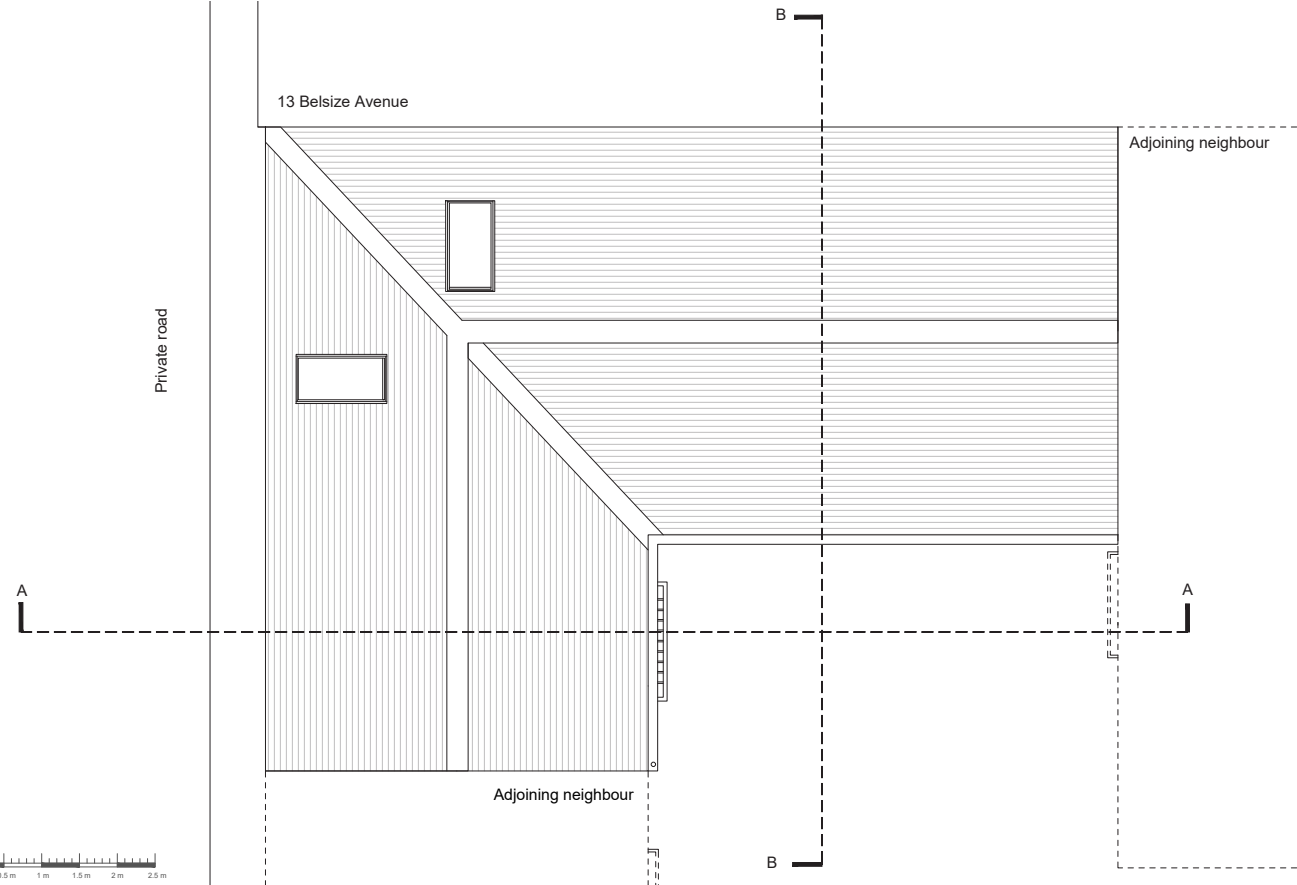 B
13 Belsize Avenue
Adjoining neighbour
Private road
A
A
Adjoining neighbour
B
1 m
1.5 m
2 m
2.5 m